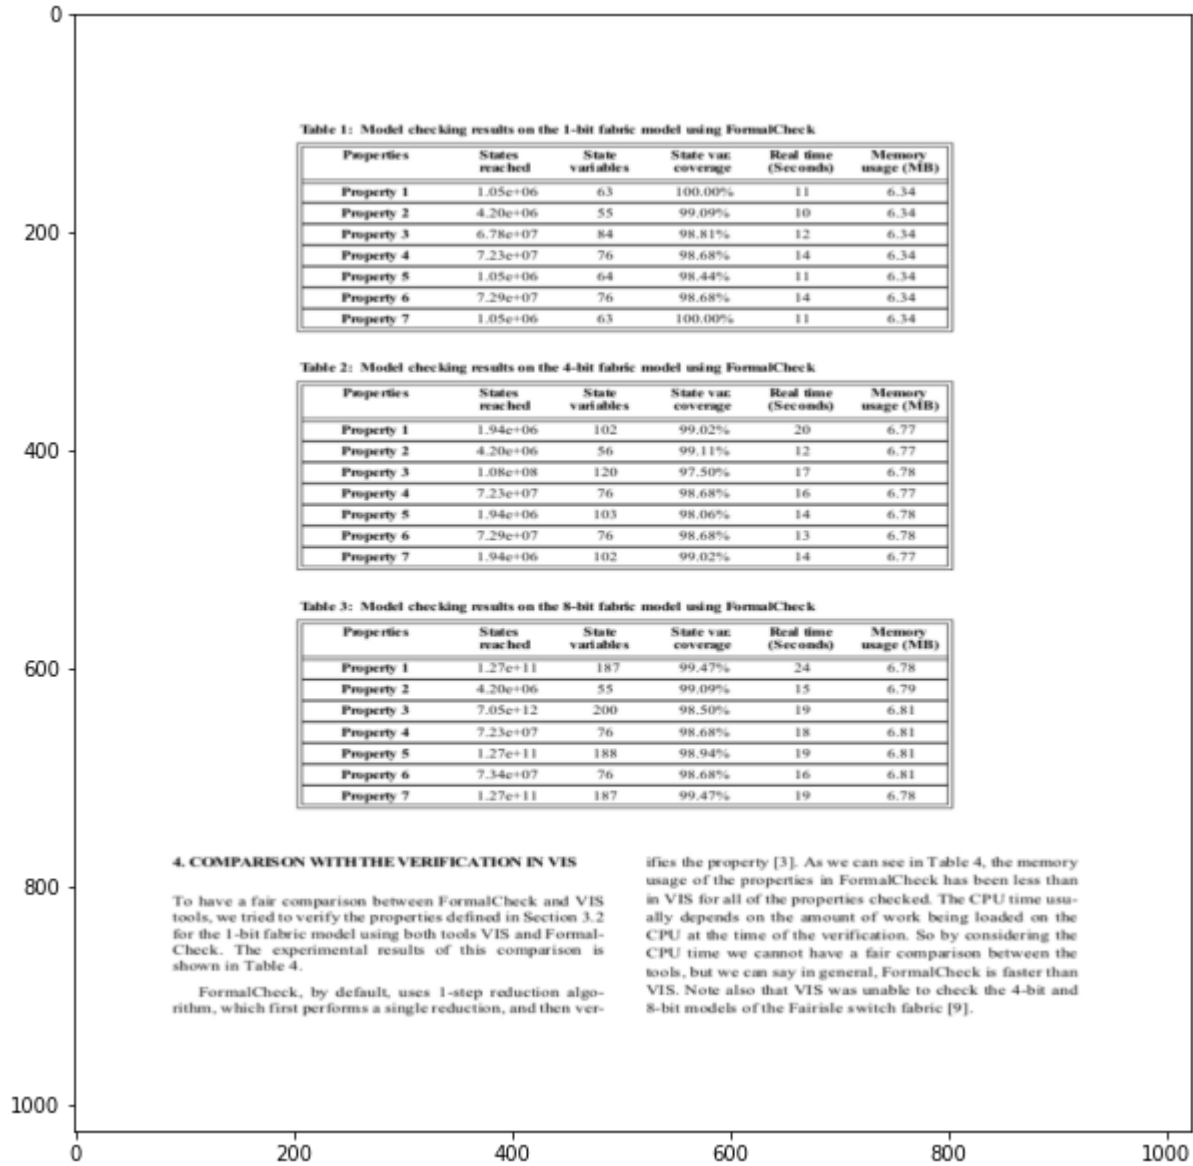 0
200
400
600
800
1000
0 200 400 600 800 1000
Table 1: Model checking results on the 1-bit fabric model using FormalCheck
Properties States reached State variables State var. coverage Real time (Seconds) Memory usage (MB)
Property 1 1.05e+06 63 100.00% 11 6.34
Property 2 4.20e+06 55 99.09% 10 6.34
Property 3 6.78e+07 84 98.81% 12 6.34
Property 4 7.23e+07 76 98.68% 14 6.34
Property 5 1.05e+06 64 98.44% 11 6.34
Property 6 7.29e+07 76 98.68% 14 6.34
Property 7 1.05e+06 63 100.00% 11 6.34
Table 2: Model checking results on the 4-bit fabric model using FormalCheck
Properties States reached State variables State var. coverage Real time (Seconds) Memory usage (MB)
Property 1 1.94e+06 102 99.02% 20 6.77
Property 2 4.20e+06 56 99.11% 12 6.77
Property 3 1.08e+08 120 97.50% 17 6.78
Property 4 7.23e+07 76 98.68% 16 6.77
Property 5 1.94e+06 103 98.06% 14 6.78
Property 6 7.29e+07 76 98.68% 13 6.78
Property 7 1.94e+06 102 99.02% 14 6.77
Table 3: Model checking results on the 8-bit fabric model using FormalCheck
Properties States reached State variables State var. coverage Real time (Seconds) Memory usage (MB)
Property 1 1.27e+11 187 99.47% 24 6.78
Property 2 4.20e+06 55 99.09% 15 6.79
Property 3 7.05e+12 200 98.50% 19 6.81
Property 4 7.23e+07 76 98.68% 18 6.81
Property 5 1.27e+11 188 98.94% 19 6.81
Property 6 7.34e+07 76 98.68% 16 6.81
Property 7 1.27e+11 187 99.47% 19 6.78
4. COMPARISON WITH THE VERIFICATION IN VIS
To have a fair comparison between FormalCheck and VIS
tools, we tried to verify the properties defined in Section 3.2
for the 1-bit fabric model using both tools VIS and Formal-
Check. The experimental results of this comparison is
shown in Table 4.
FormalCheck, by default, uses 1-step reduction algo-
rithm, which first performs a single reduction, and then ver-
ifies the property [3]. As we can see in Table 4, the memory
usage of the properties in FormalCheck has been less than
in VIS for all of the properties checked. The CPU time usu-
ally depends on the amount of work being loaded on the
CPU at the time of the verification. So by considering the
CPU time we cannot have a fair comparison between the
tools, but we can say in general, FormalCheck is faster than
VIS. Note also that VIS was unable to check the 4-bit and
8-bit models of the Fairisle switch fabric [9].